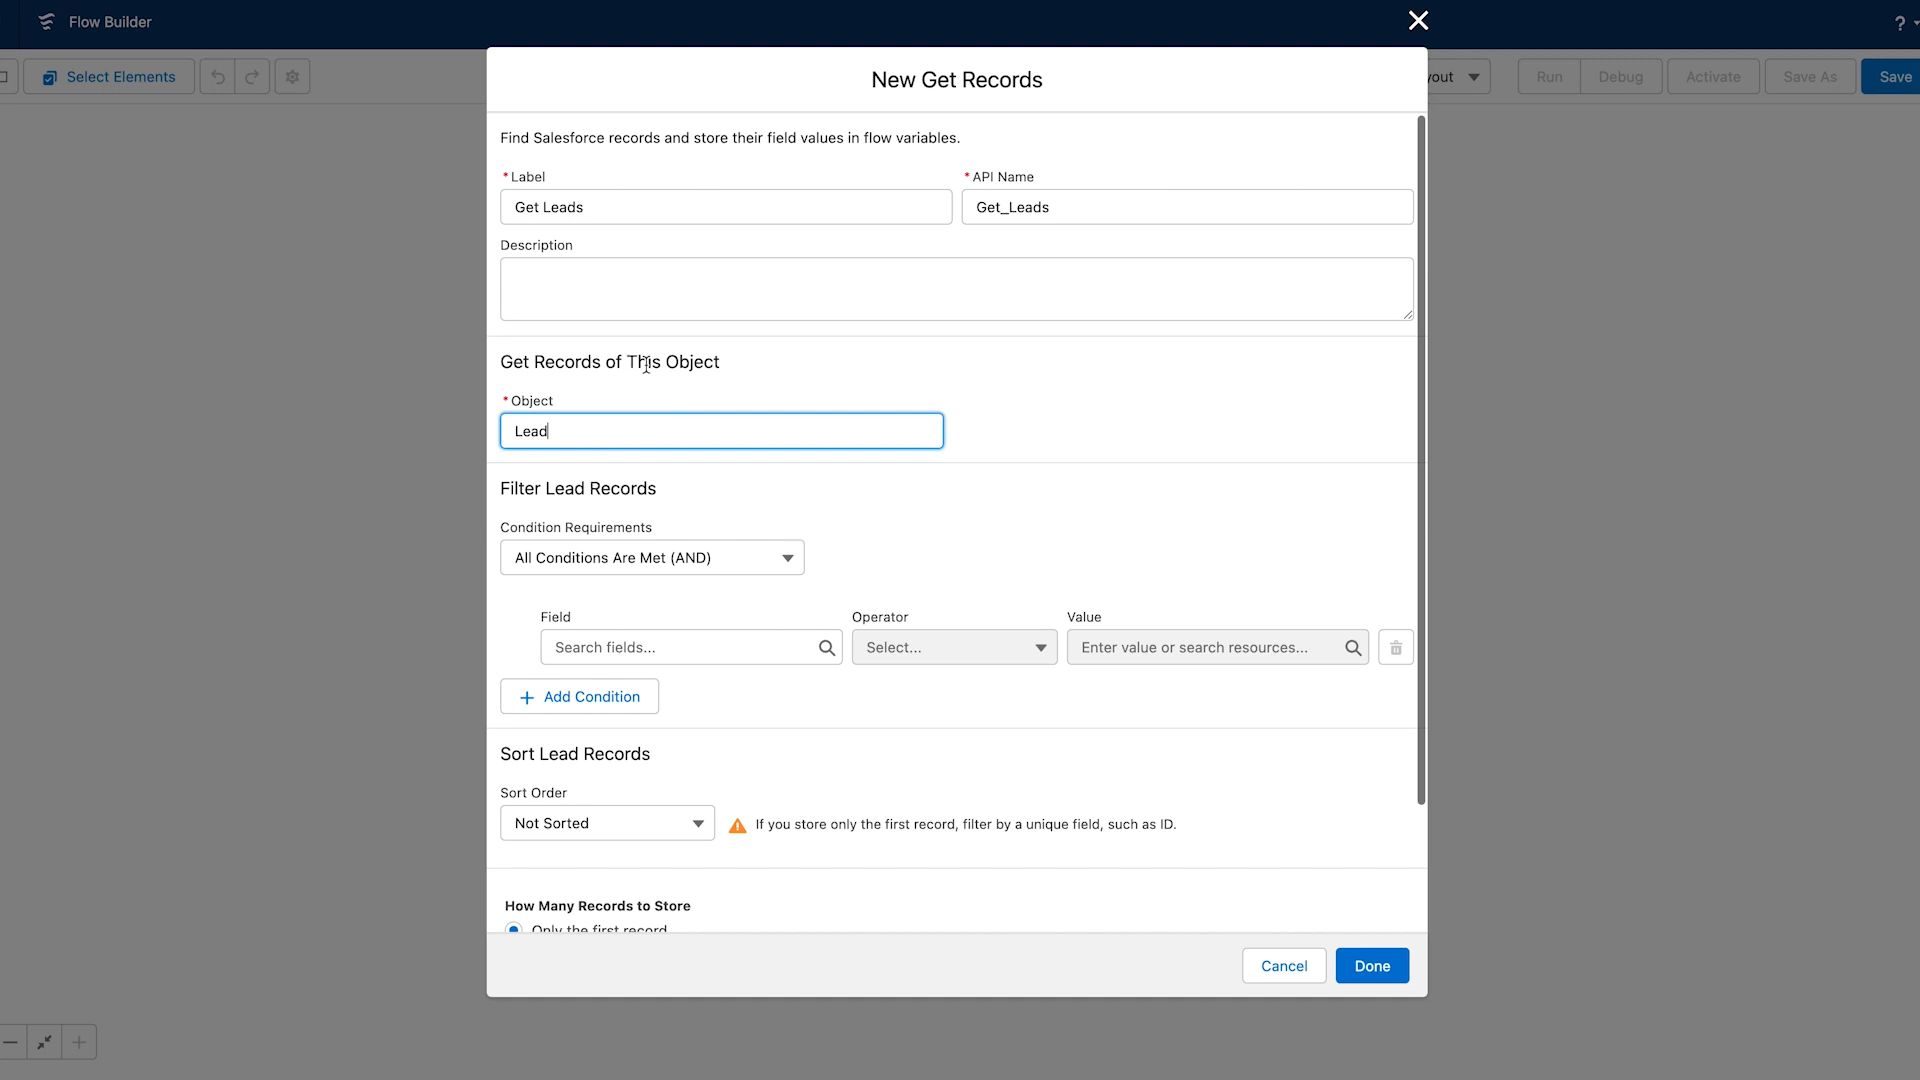 Flow Builder
?
Select Elements
yout
Run
Debug
Activate
Save As
Save
New Get Records
Find Salesforce records and store their field values in flow variables.
* Label
* API Name
Get Leads
Get_Leads
Description
Get Records of This Object
* Object
Lead
Filter Lead Records
Condition Requirements
All Conditions Are Met (AND)
Field
Operator
Value
Search fields...
Select...
Enter value or search resources...
+ Add Condition
Sort Lead Records
Sort Order
Not Sorted
If you store only the first record, filter by a unique field, such as ID.
How Many Records to Store
Only the first record
Cancel
Done